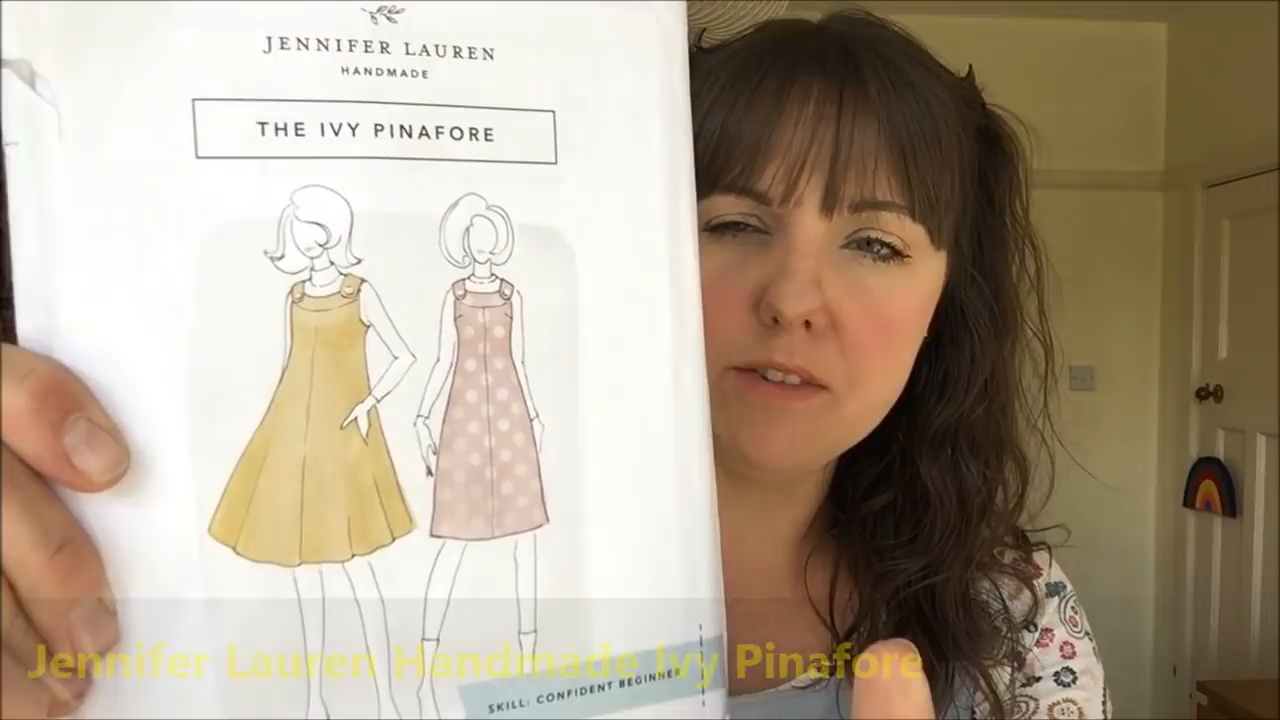 JENNIFER LAUREN
HANDMADE
THE IVY PINAFORE
Jennifer Lauren Handmade Ivy Pinafore
SKILL: CONFIDENT BEGINNER